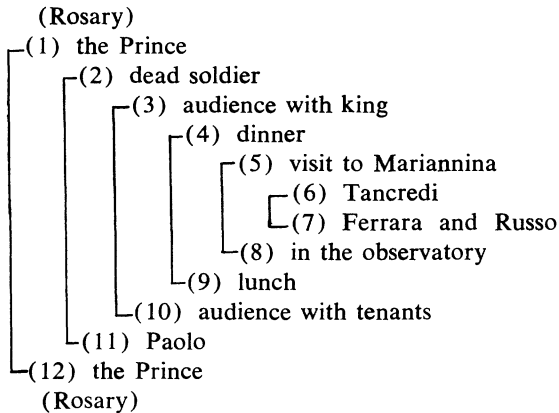 (Rosary)
(1) the Prince
(2) dead soldier
(3) audience with king
(4) dinner
(5) visit to Mariannina
(6) Tancredi
(7) Ferrara and Russo
(8) in the observatory
(9) lunch
(10) audience with tenants
(11) Paolo
(12) the Prince
(Rosary)